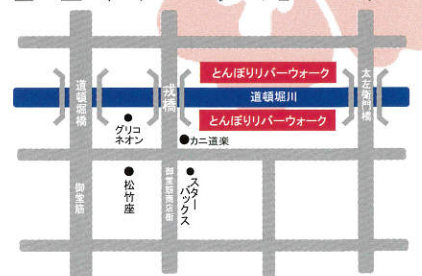 とんぼりリバーウォーク
道頓堀川
とんぼりリバーウォーク
道頓堀橋
戎橋
太左衛門橋
グリコ
ネオン
カニ道楽
御堂筋
松竹座
御堂筋商店街
スター
バックス